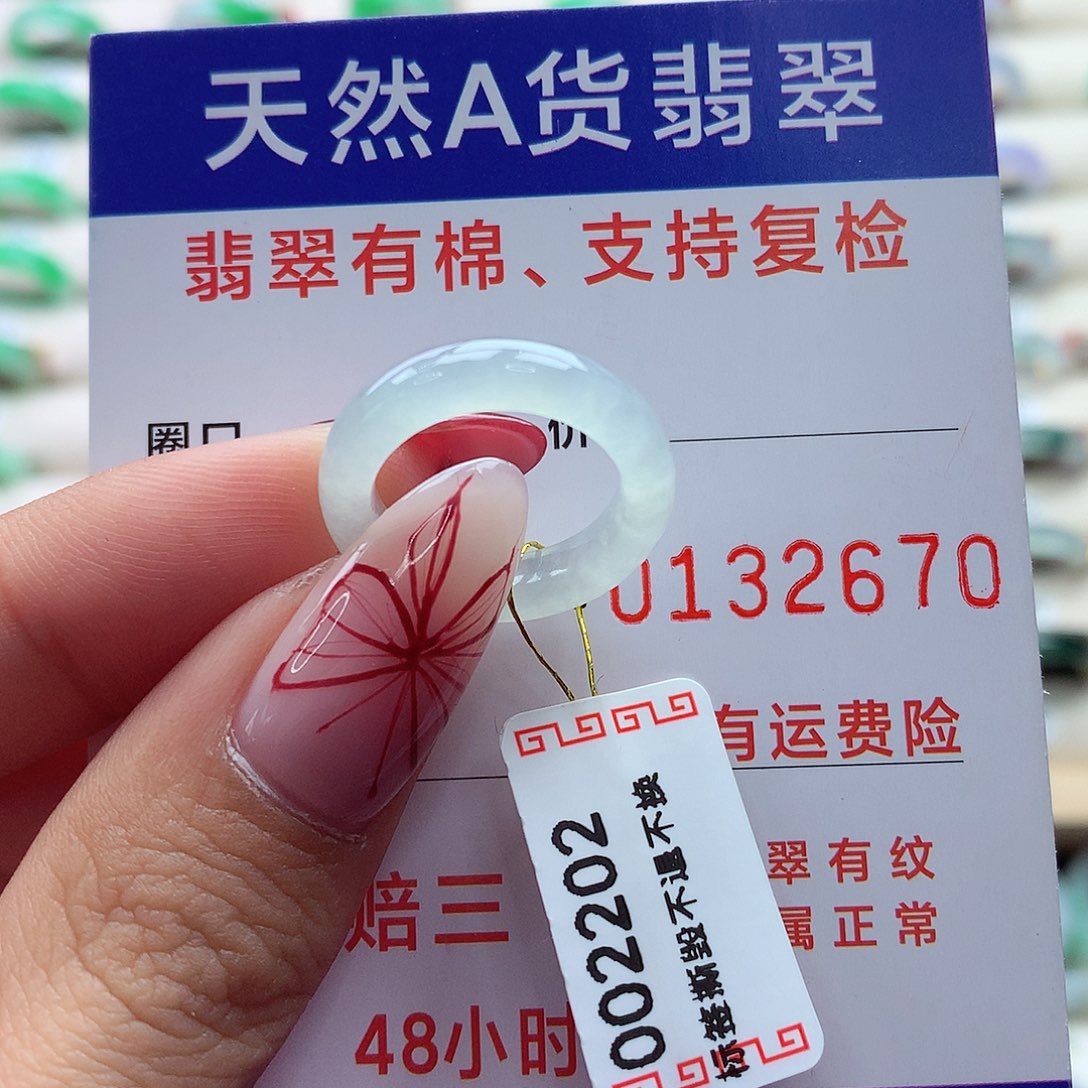 天然A货翡翠
翡翠有棉、支持复检
圈口
价
0132670
有运费险
赔三
翠有纹
属正常
48小时
002202
标签撕毁不退不换